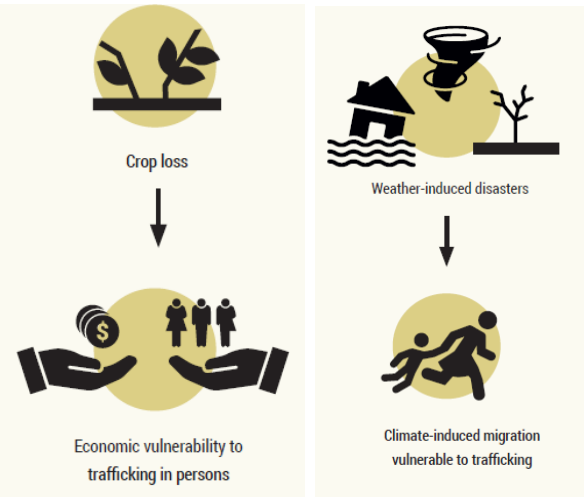 Crop loss
$
Economic vulnerability to
trafficking in persons
Weather-induced disasters
Climate-induced migration
vulnerable to trafficking